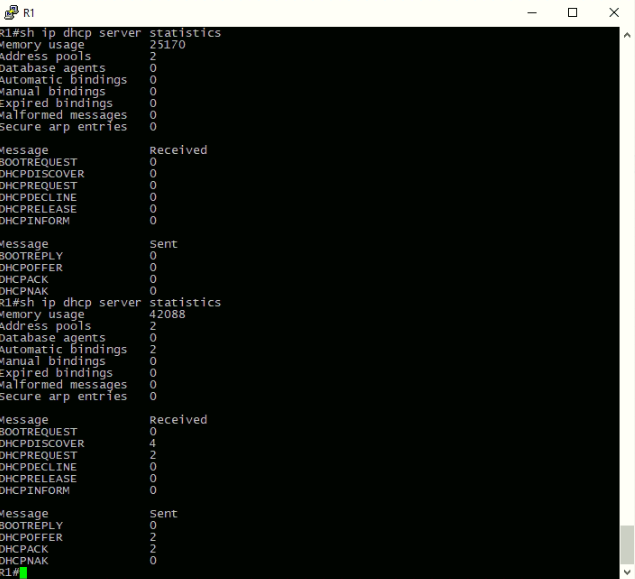 R1
R1#sh ip dhcp server statistics
Memory usage 25170
Address pools 2
Database agents 0
Automatic bindings 0
Manual bindings 0
Expired bindings 0
Malformed messages 0
Secure arp entries 0
Message Received
BOOTREQUEST 0
DHCPDISCOVER 0
DHCPREQUEST 0
DHCPDECLINE 0
DHCPRELEASE 0
DHCPINFORM 0
Message Sent
BOOTREPLY 0
DHCPOFFER 0
DHCPACK 0
DHCPNAK 0
R1#sh ip dhcp server statistics
Memory usage 42088
Address pools 2
Database agents 0
Automatic bindings 2
Manual bindings 0
Expired bindings 0
Malformed messages 0
Secure arp entries 0
Message Received
BOOTREQUEST 0
DHCPDISCOVER 4
DHCPREQUEST 2
DHCPDECLINE 0
DHCPRELEASE 0
DHCPINFORM 0
Message Sent
BOOTREPLY 0
DHCPOFFER 2
DHCPACK 2
DHCPNAK 0
R1#